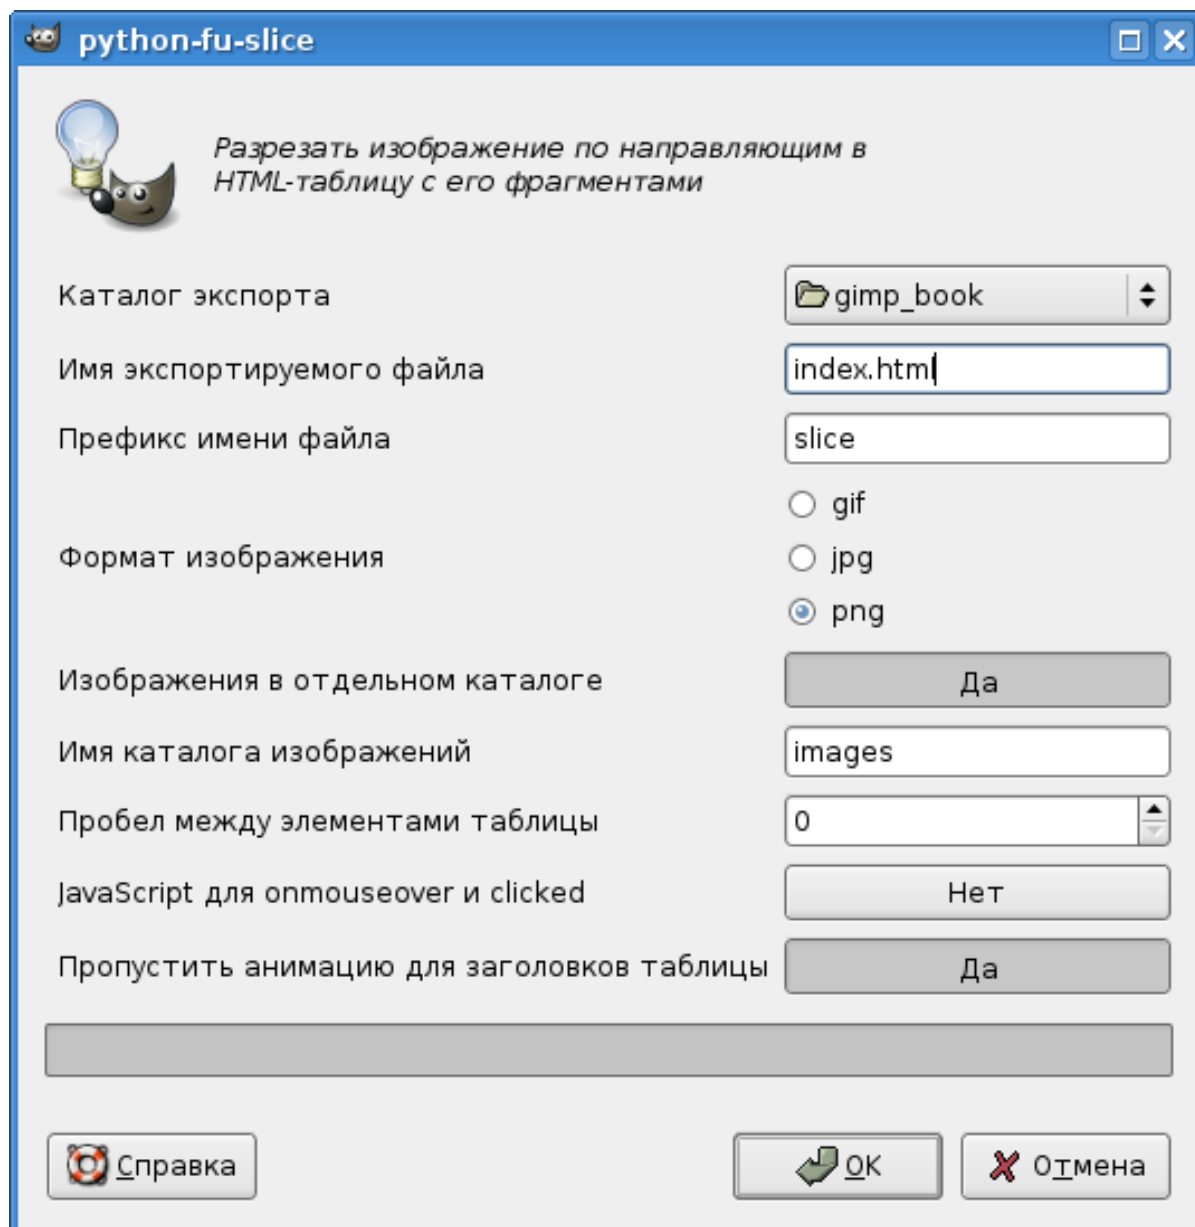 python-fu-slice
Разрезать изображение по направляющим в
HTML-таблицу с его фрагментами
Каталог экспорта
gimp_book
Имя экспортируемого файла
index.html
Префикс имени файла
slice
Формат изображения
gif
jpg
png
Изображения в отдельном каталоге
Да
Имя каталога изображений
images
Пробел между элементами таблицы
0
JavaScript для onmouseover и clicked
Нет
Пропустить анимацию для заголовков таблицы
Да
Справка
OK
Отмена